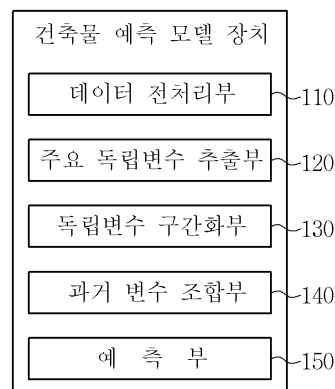 건축물 예측 모델 장치
데이터 전처리부 110
주요 독립변수 추출부 120
독립변수 구간화부 130
과거 변수 조합부 140
예 측 부 150